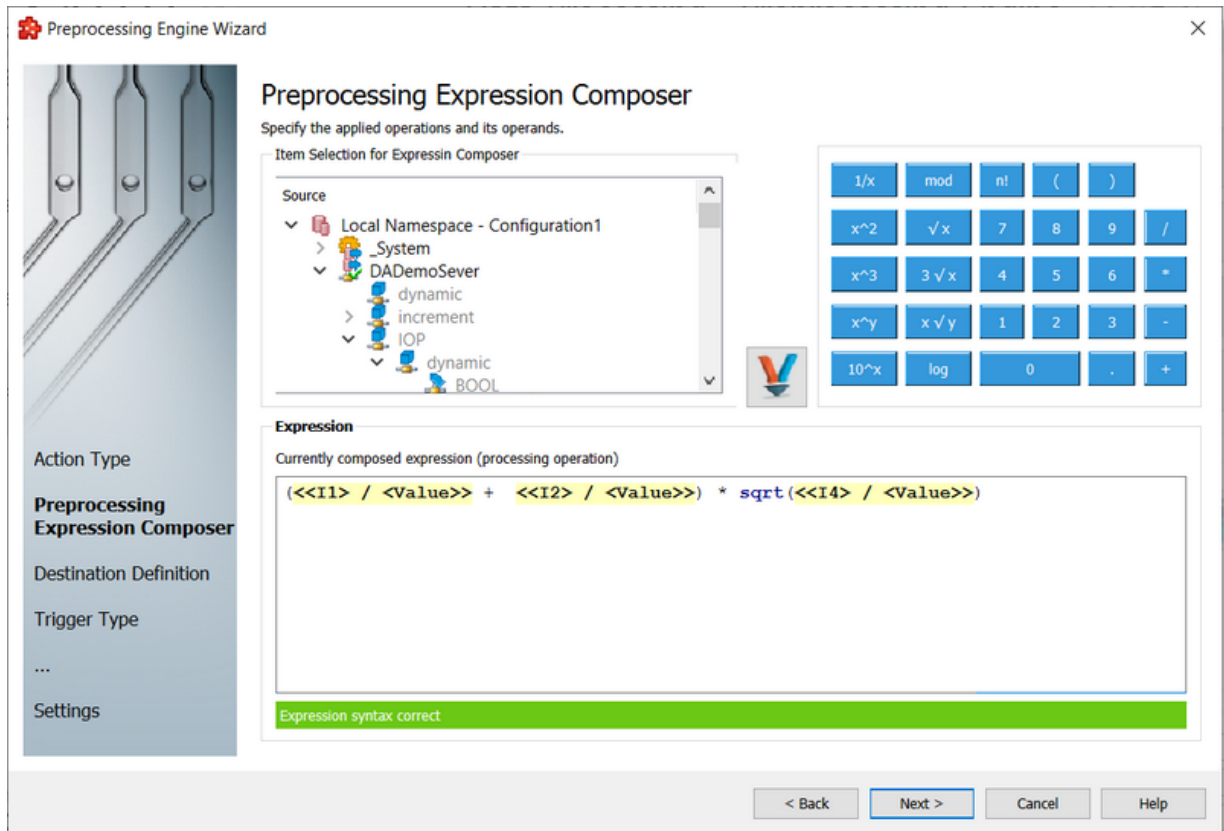 Preprocessing Engine Wizard
Preprocessing Expression Composer
Specify the applied operations and its operands.
Item Selection for Expressin Composer
Source
Local Namespace - Configuration1
_System
DADemoSever
dynamic
increment
IOP
dynamic
BOOL
1/x mod n! ( )
x^2 √x 7 8 9 /
x^3 3√x 4 5 6 *
x^y x√y 1 2 3 -
10^x log 0 . +
Action Type
Preprocessing
Expression Composer
Destination Definition
Trigger Type
...
Settings
Expression
Currently composed expression (processing operation)
(<<I1> / <Value>> +  <<I2> / <Value>>) * sqrt(<<I4> / <Value>>)
Expression syntax correct
< Back Next > Cancel Help